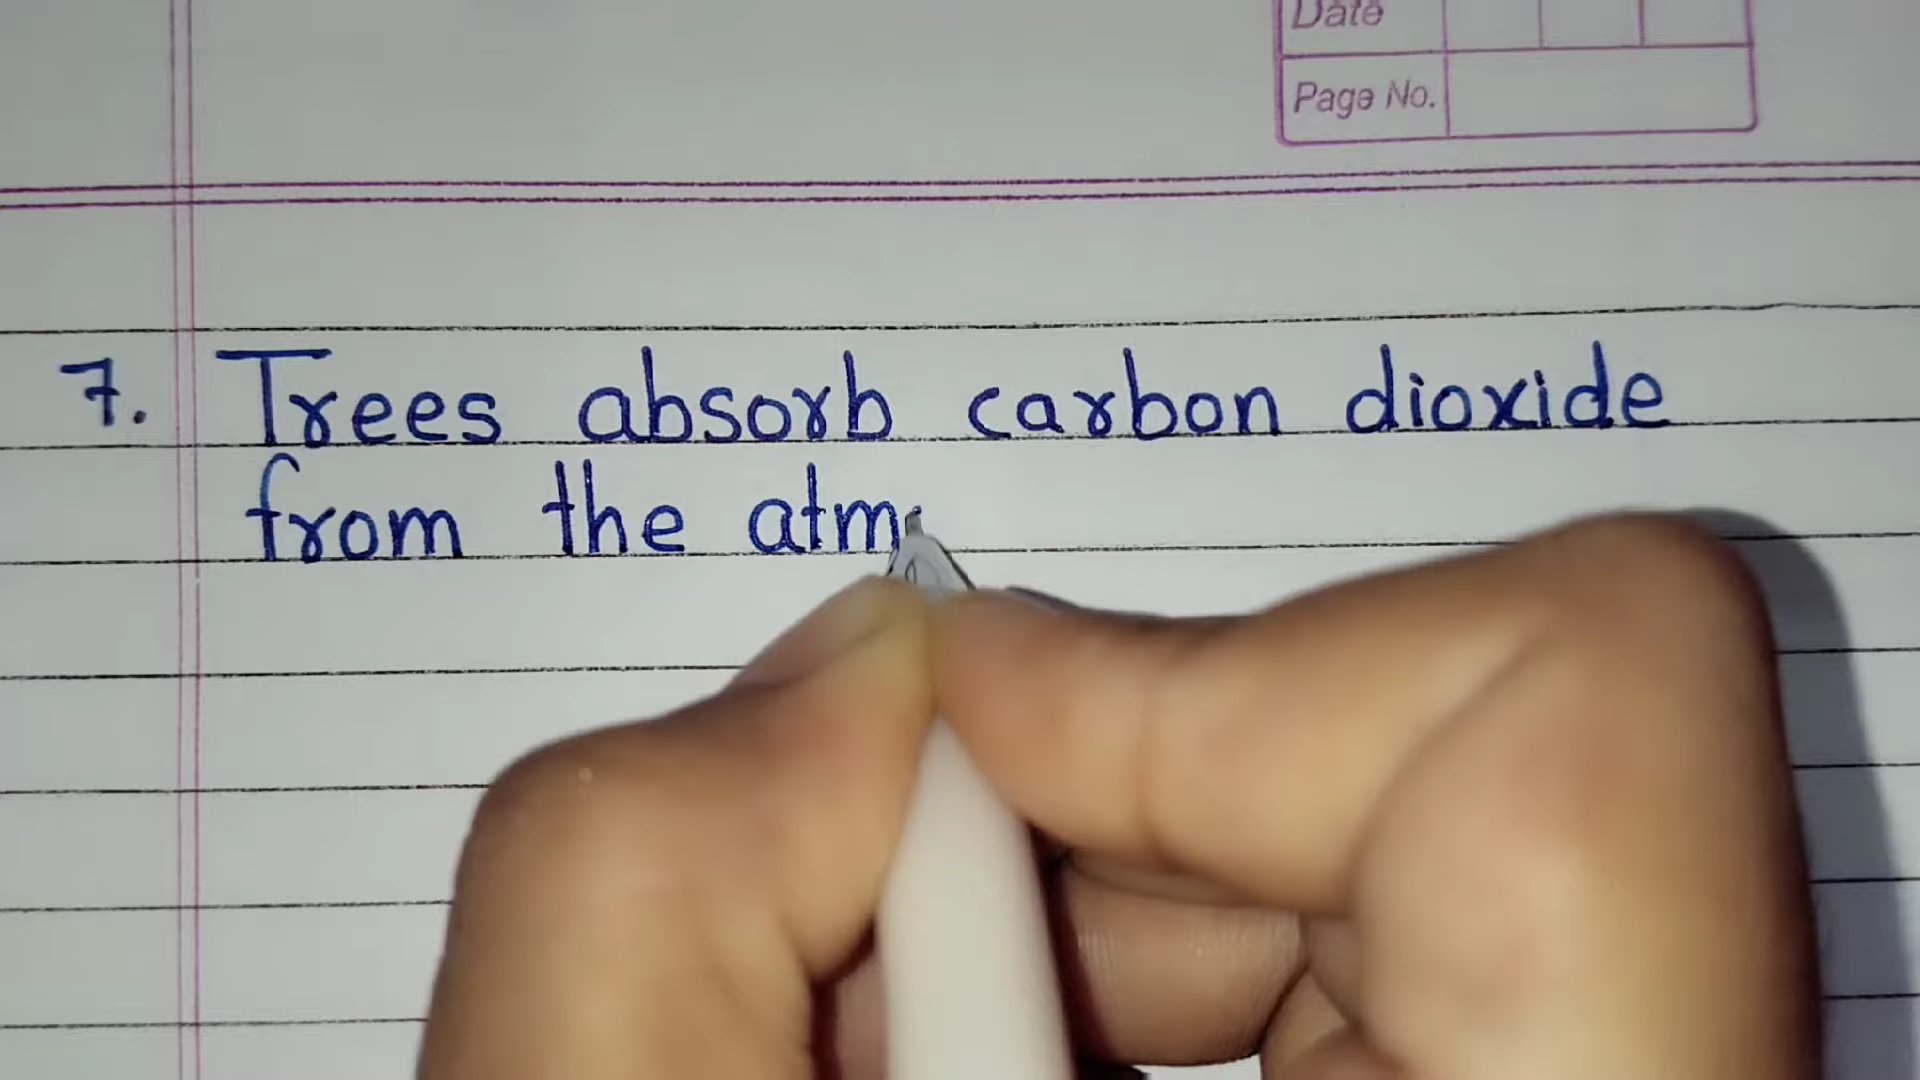 Date
Page No.
7. Trees absorb carbon dioxide
from the atm